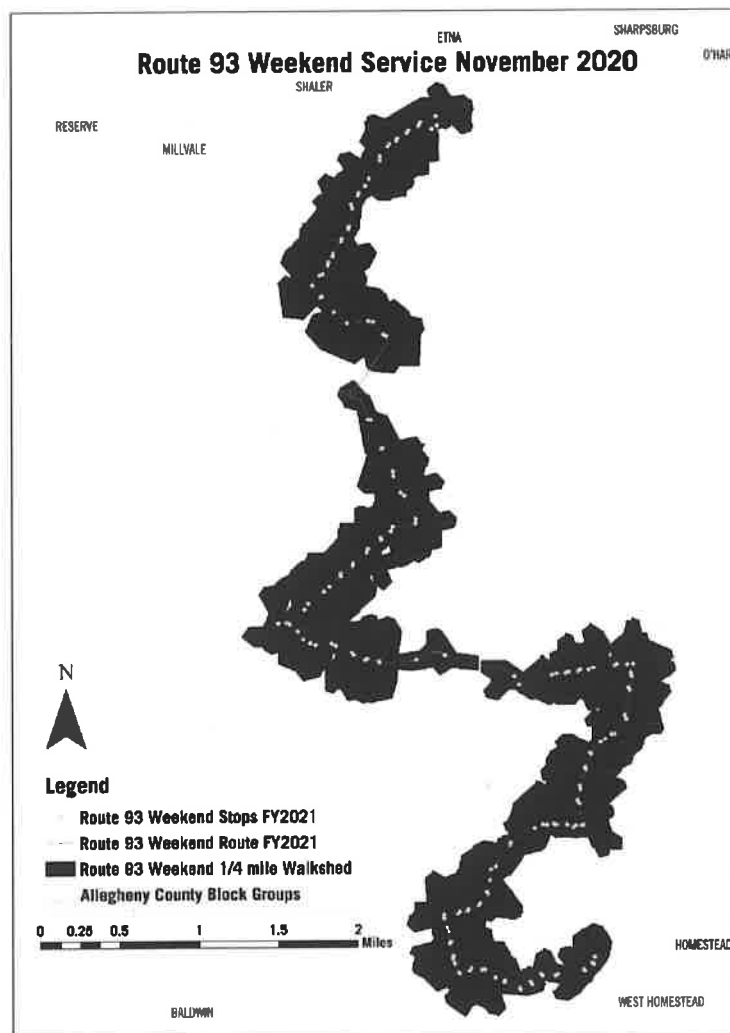 ETNA
SHARPSBURG
Route 93 Weekend Service November 2020
O'HAR
SHALER
RESERVE
MILLVALE
N
Legend
Route 93 Weekend Stops FY2021
Route 93 Weekend Route FY2021
Route 93 Weekend 1/4 mile Walkshed
Allegheny County Block Groups
0 0.25 0.5 1 1.5 2
Miles
HOMESTEAD
WEST HOMESTEAD
BALDWIN